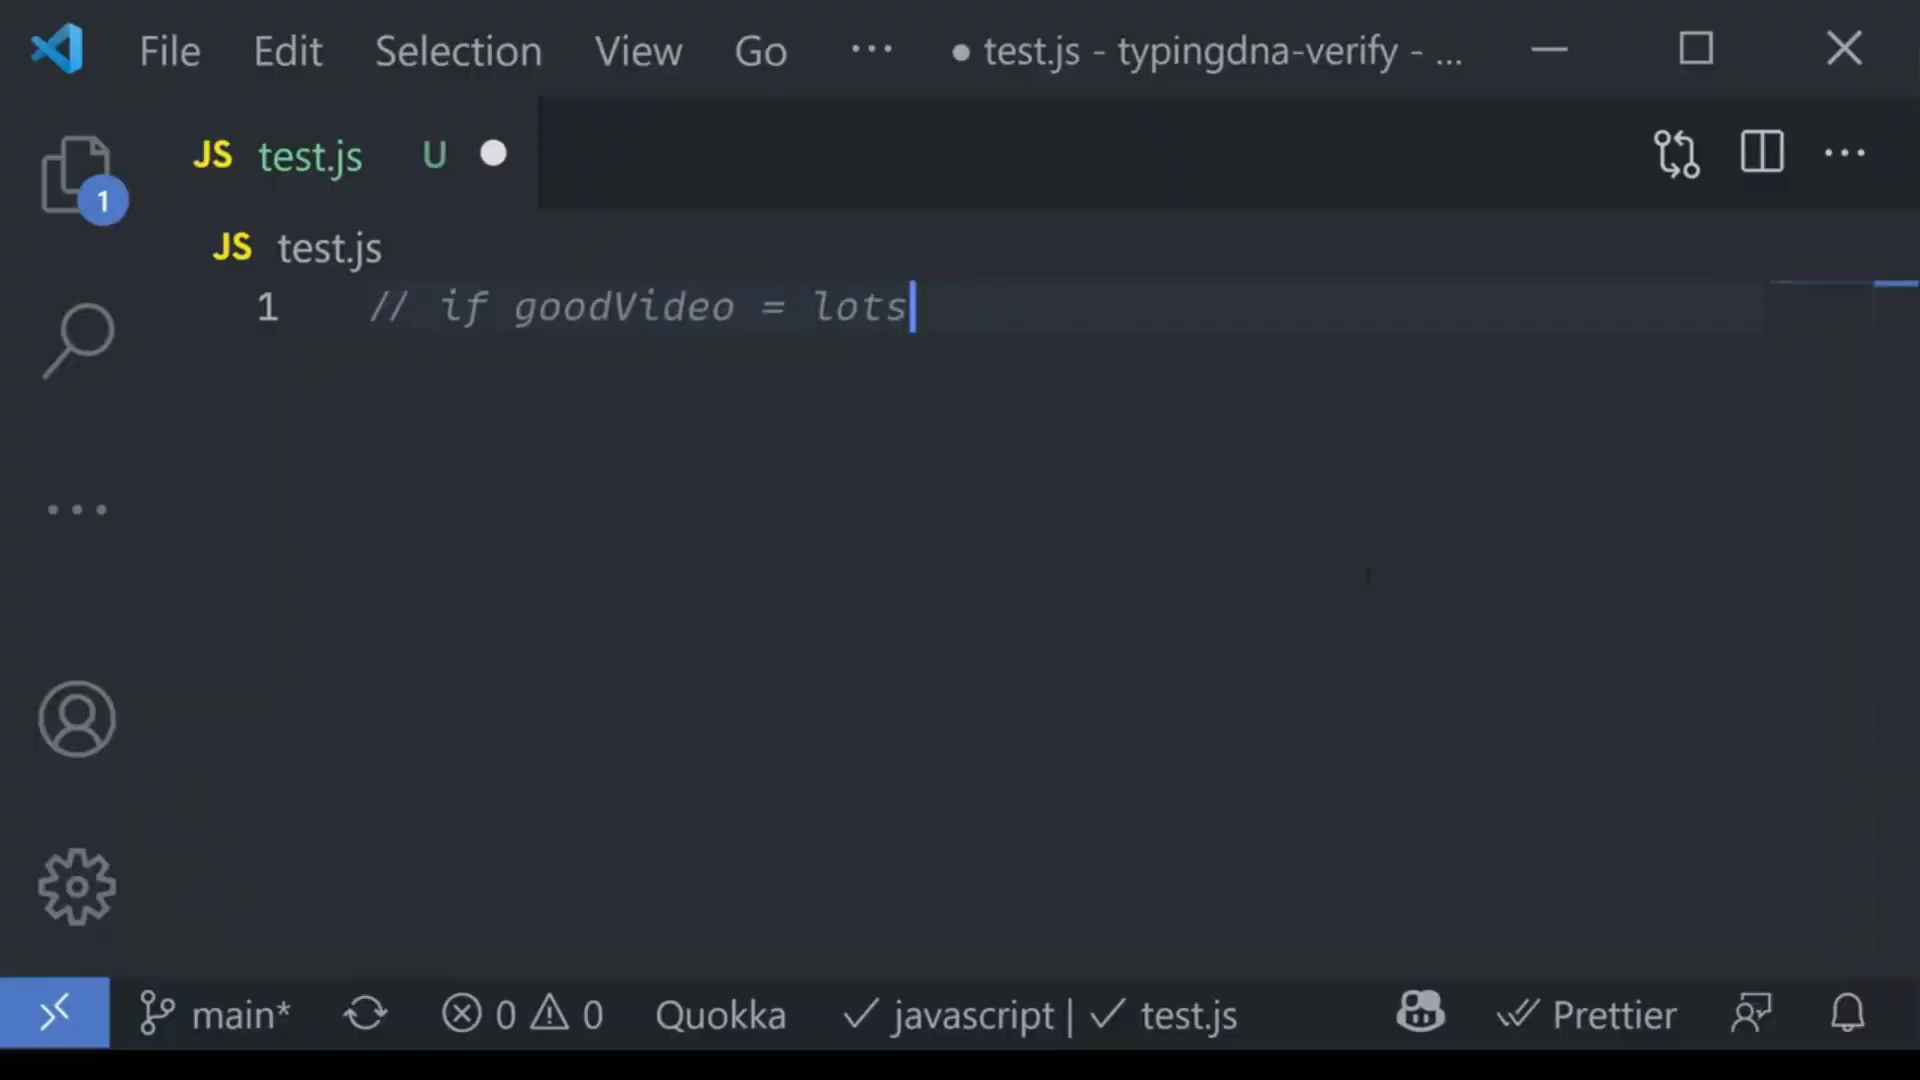 File Edit Selection View Go ··· ● test.js - typingdna-verify - ...
JS test.js U
1
JS test.js
1 // if goodVideo = lots
main* 0 0 Quokka ✓ javascript | ✓ test.js Prettier